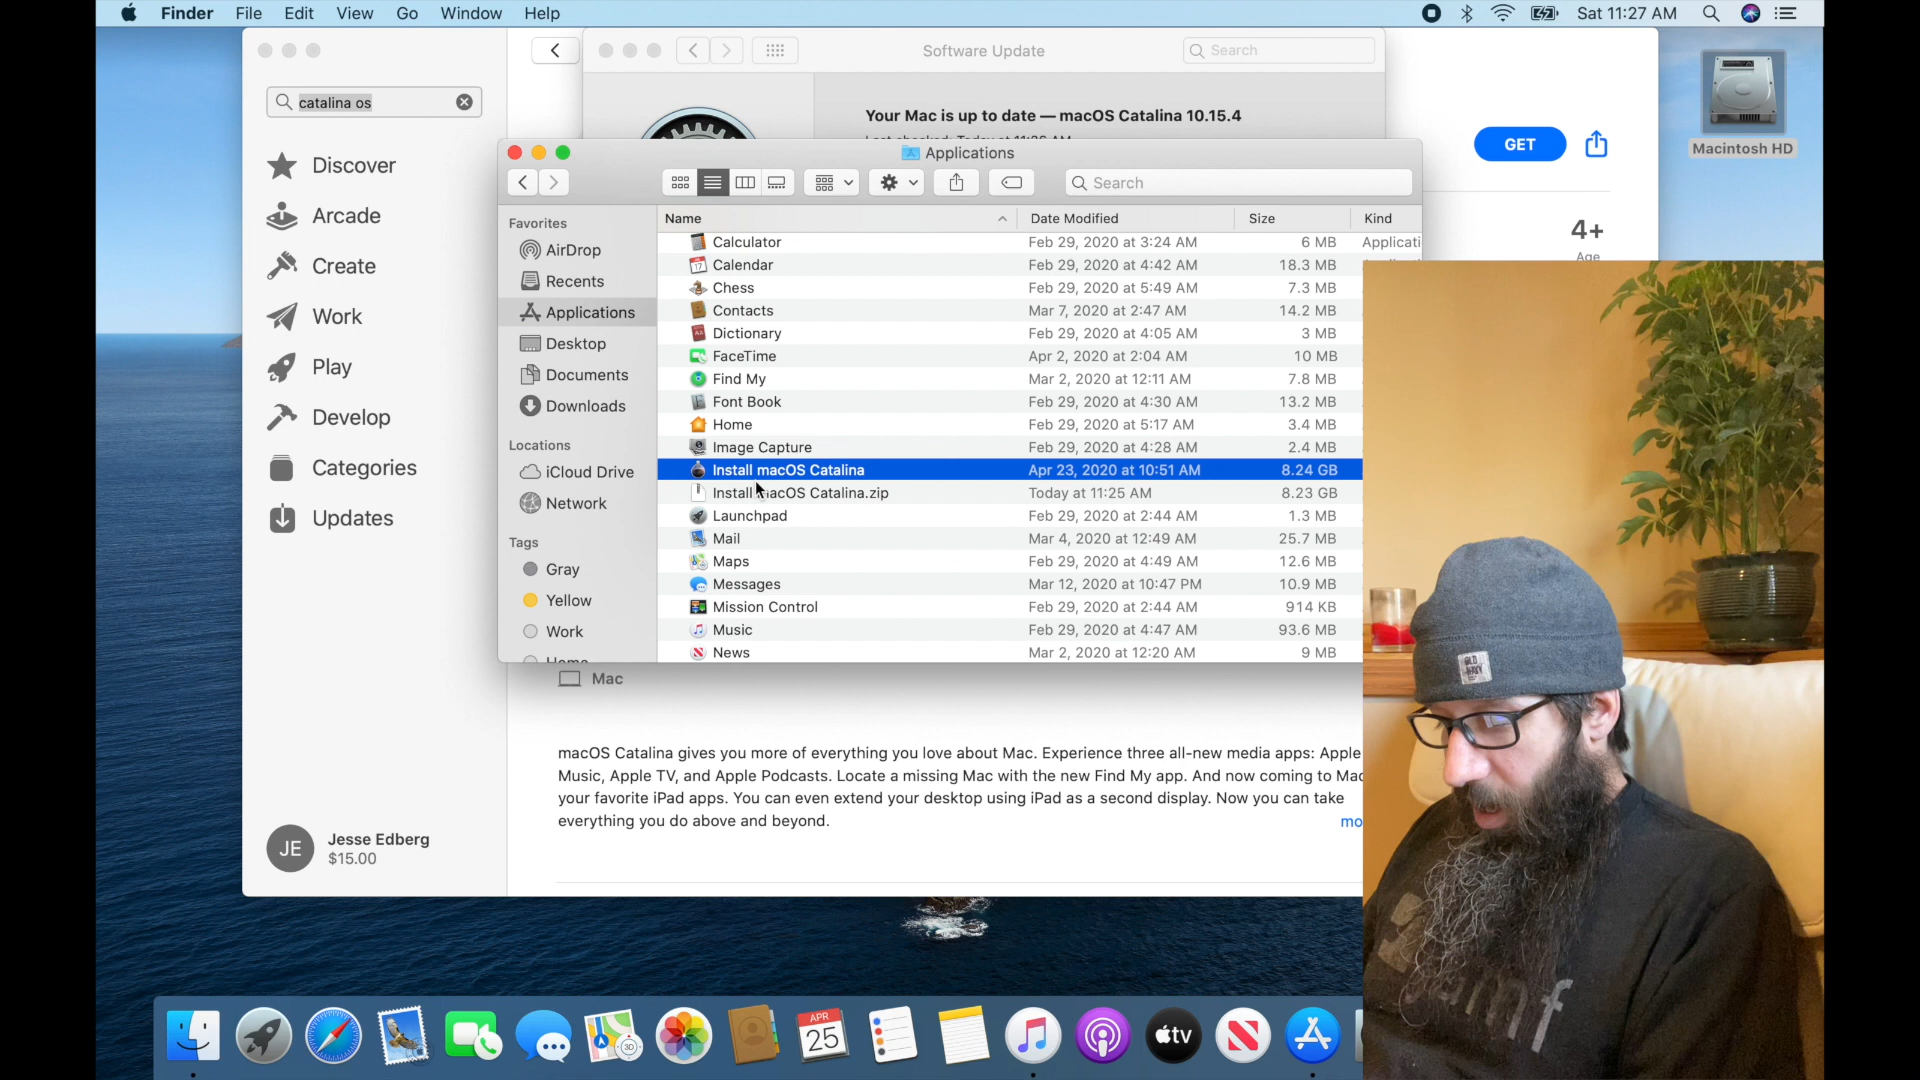 Finder File Edit View Go Window Help
Sat 11:27 AM
Software Update
Search
Macintosh HD
catalina os
Your Mac is up to date — macOS Catalina 10.15.4
GET
Discover
Arcade
Create
Work
Play
Develop
Categories
Updates
JE
Jesse Edberg
$15.00
Applications
Search
Favorites
AirDrop
Recents
Applications
Desktop
Documents
Downloads
Locations
iCloud Drive
Network
Tags
Gray
Yellow
Work
Home
Name Date Modified Size Kind
Calculator Feb 29, 2020 at 3:24 AM 6 MB Applicati
Calendar Feb 29, 2020 at 4:42 AM 18.3 MB
Chess Feb 29, 2020 at 5:49 AM 7.3 MB
Contacts Mar 7, 2020 at 2:47 AM 14.2 MB
Dictionary Feb 29, 2020 at 4:05 AM 3 MB
FaceTime Apr 2, 2020 at 2:04 AM 10 MB
Find My Mar 2, 2020 at 12:11 AM 7.8 MB
Font Book Feb 29, 2020 at 4:30 AM 13.2 MB
Home Feb 29, 2020 at 5:17 AM 3.4 MB
Image Capture Feb 29, 2020 at 4:28 AM 2.4 MB
Install macOS Catalina Apr 23, 2020 at 10:51 AM 8.24 GB
Install macOS Catalina.zip Today at 11:25 AM 8.23 GB
Launchpad Feb 29, 2020 at 2:44 AM 1.3 MB
Mail Mar 4, 2020 at 12:49 AM 25.7 MB
Maps Feb 29, 2020 at 4:49 AM 12.6 MB
Messages Mar 12, 2020 at 10:47 PM 10.9 MB
Mission Control Feb 29, 2020 at 2:44 AM 914 KB
Music Feb 29, 2020 at 4:47 AM 93.6 MB
News Mar 2, 2020 at 12:20 AM 9 MB
4+
Age
Mac
macOS Catalina gives you more of everything you love about Mac. Experience three all-new media apps: Apple
Music, Apple TV, and Apple Podcasts. Locate a missing Mac with the new Find My app. And now coming to Mac
your favorite iPad apps. You can even extend your desktop using iPad as a second display. Now you can take
everything you do above and beyond.
mo
OLD
NAVY
APR
25
3D
tv